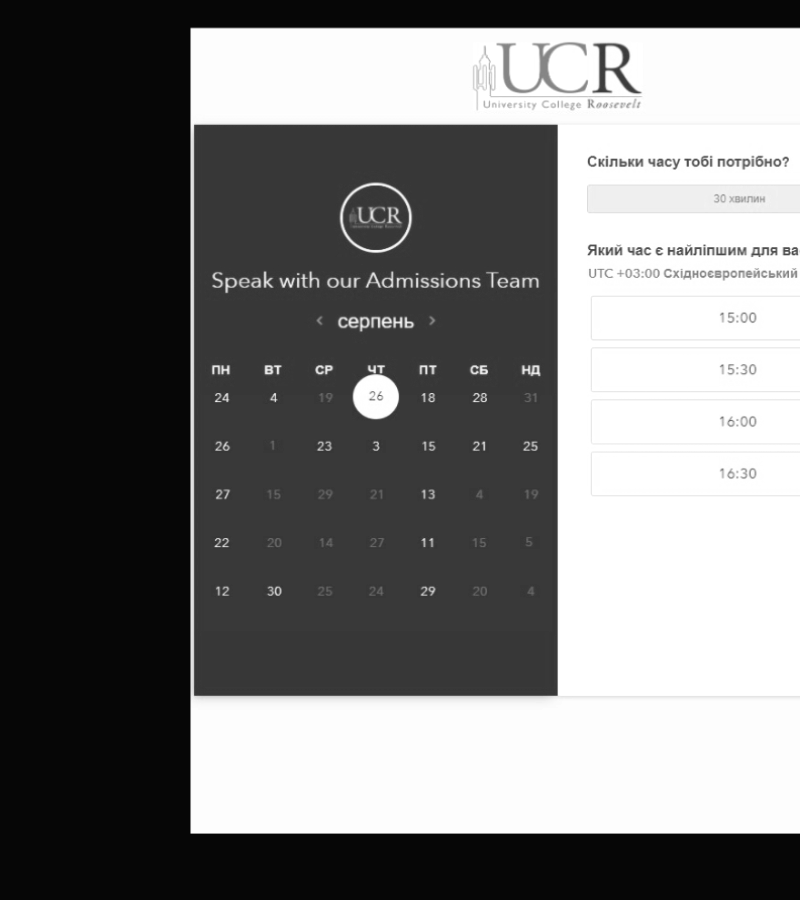 UCR
University College Roosevelt
UCR
Speak with our Admissions Team
‹ серпень ›
ПН ВТ СР ЧТ ПТ СБ НД
24 4 19 26 18 28 31
26 1 23 3 15 21 25
27 15 29 21 13 4 19
22 20 14 27 11 15 5
12 30 25 24 29 20 4
Скільки часу тобі потрібно?
30 хвилин
Який час є найліпшим для ва
UTC +03:00 Східноєвропейський
15:00
15:30
16:00
16:30